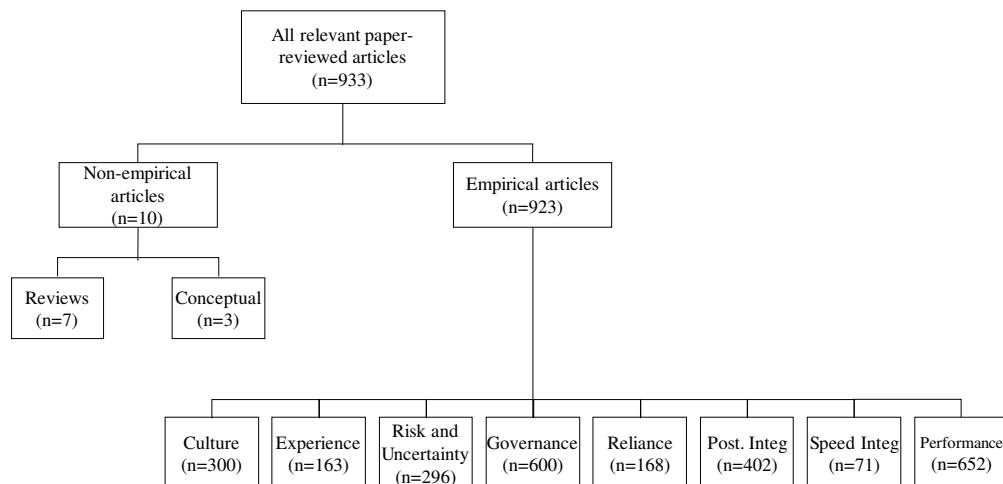 All relevant paper-
reviewed articles
(n=933)
Non-empirical
articles
(n=10)
Empirical articles
(n=923)
Reviews
(n=7)
Conceptual
(n=3)
Culture
(n=300)
Experience
(n=163)
Risk and
Uncertainty
(n=296)
Governance
(n=600)
Reliance
(n=168)
Post. Integ
(n=402)
Speed Integ
(n=71)
Performance
(n=652)